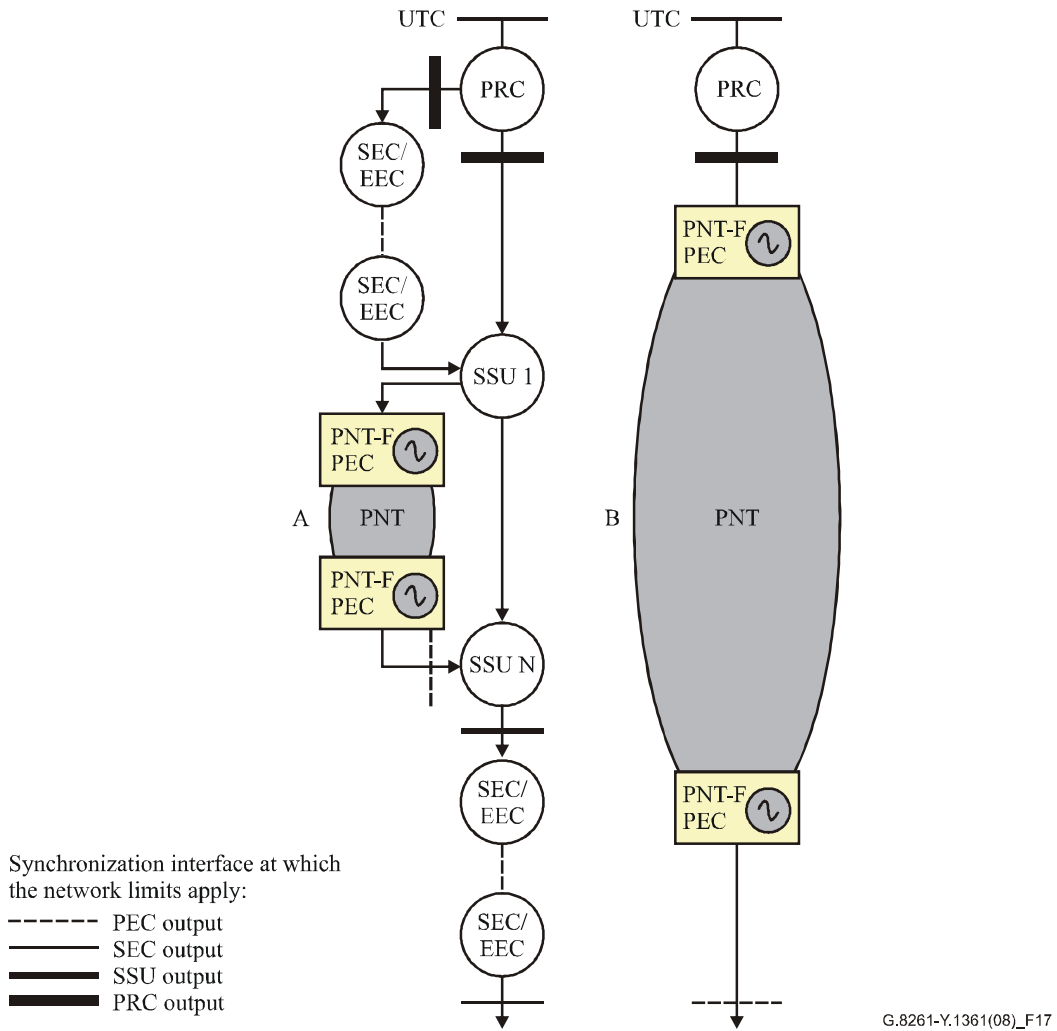 UTC
UTC
PRC
PRC
SEC/
EEC
PNT-F
PEC
SEC/
EEC
SSU 1
PNT-F
PEC
A
PNT
B
PNT
PNT-F
PEC
SSU N
SEC/
EEC
PNT-F
PEC
Synchronization interface at which
the network limits apply:
PEC output
SEC output
SSU output
PRC output
SEC/
EEC
G.8261-Y.1361(08)_F17